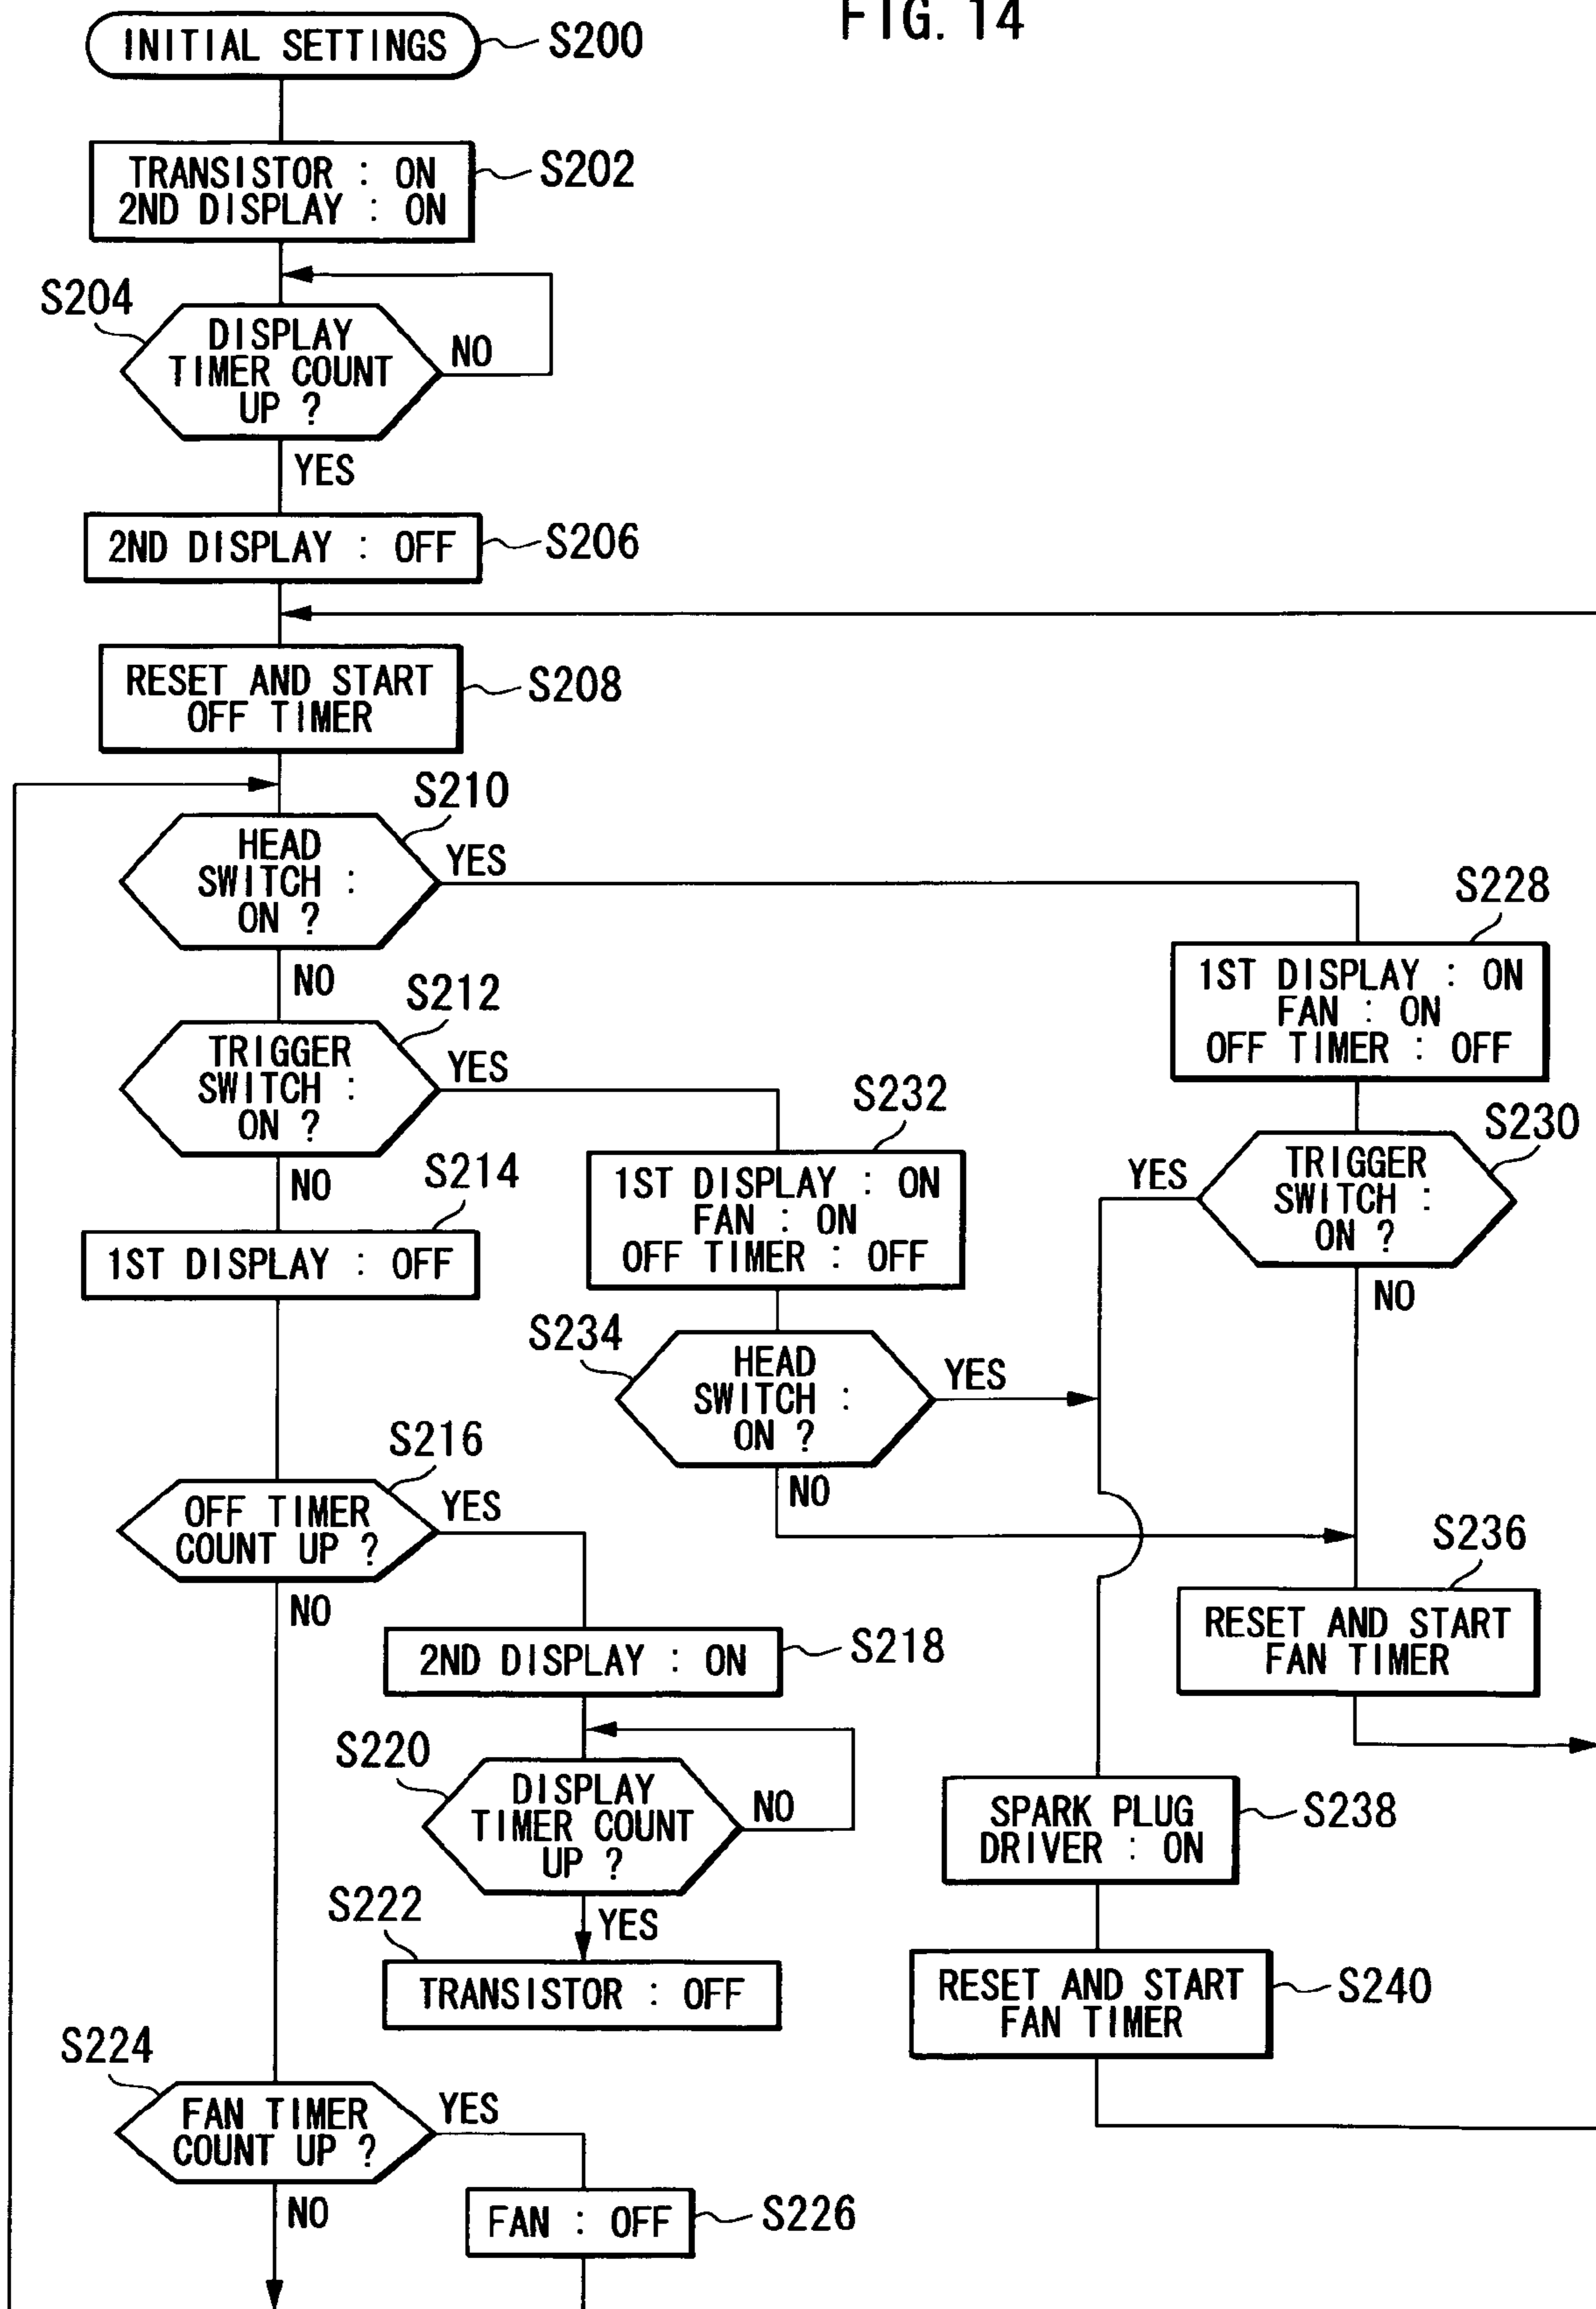 FIG. 14
INITIAL SETTINGS
S200
TRANSISTOR : ON
2ND DISPLAY : ON
S202
S204
DISPLAY
TIMER COUNT
UP ?
NO
YES
2ND DISPLAY : OFF
S206
RESET AND START
OFF TIMER
S208
S210
HEAD
SWITCH :
ON ?
YES
NO
S212
TRIGGER
SWITCH :
ON ?
YES
NO
S214
1ST DISPLAY : OFF
S216
OFF TIMER
COUNT UP ?
YES
NO
2ND DISPLAY : ON
S218
S220
DISPLAY
TIMER COUNT
UP ?
NO
YES
S222
TRANSISTOR : OFF
S224
FAN TIMER
COUNT UP ?
YES
NO
FAN : OFF
S226
S228
1ST DISPLAY : ON
FAN : ON
OFF TIMER : OFF
S230
TRIGGER
SWITCH :
ON ?
YES
NO
S232
1ST DISPLAY : ON
FAN : ON
OFF TIMER : OFF
S234
HEAD
SWITCH :
ON ?
YES
NO
S236
RESET AND START
FAN TIMER
SPARK PLUG
DRIVER : ON
S238
RESET AND START
FAN TIMER
S240